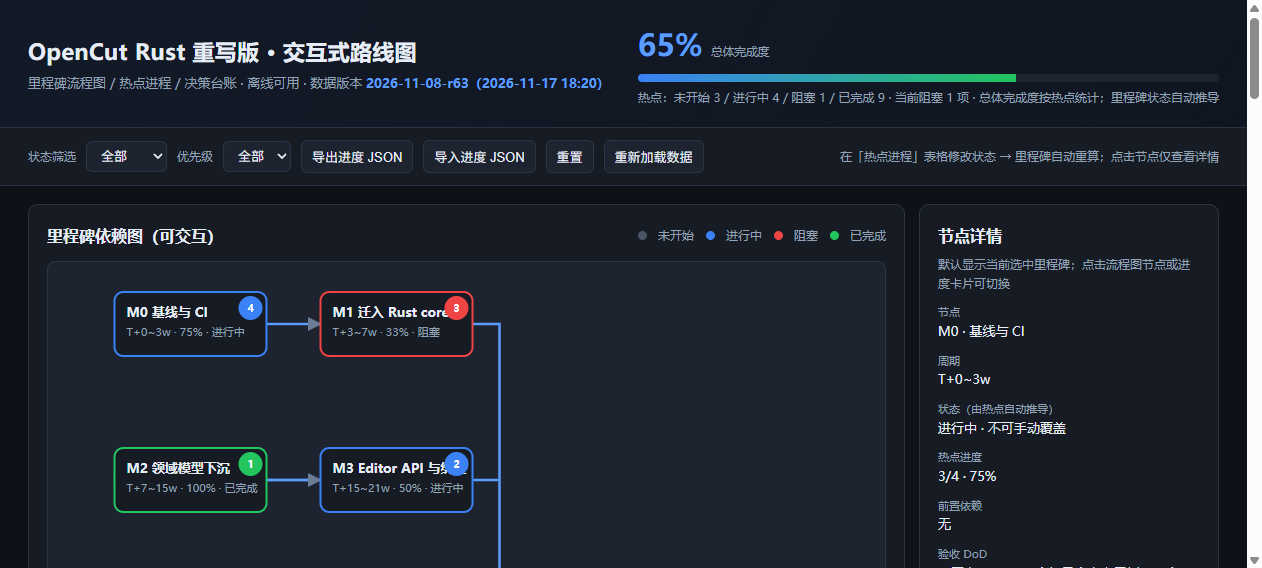 OpenCut Rust 重写版 · 交互式路线图
里程碑流程图 / 热点进程 / 决策台账 · 离线可用 · 数据版本 2026-11-08-r63（2026-11-17 18:20）
65% 总体完成度
热点：未开始 3 / 进行中 4 / 阻塞 1 / 已完成 9 · 当前阻塞 1 项 · 总体完成度按热点统计；里程碑状态自动推导
状态筛选 全部 优先级 全部 导出进度 JSON 导入进度 JSON 重置 重新加载数据
在「热点进程」表格修改状态 → 里程碑自动重算；点击节点仅查看详情
里程碑依赖图（可交互）
未开始 进行中 阻塞 已完成
M0 基线与 CI 4
T+0~3w · 75% · 进行中
M1 迁入 Rust core 3
T+3~7w · 33% · 阻塞
M2 领域模型下沉 1
T+7~15w · 100% · 已完成
M3 Editor API 与 2
T+15~21w · 50% · 进行中
节点详情
默认显示当前选中里程碑；点击流程图节点或进
度卡片可切换
节点
M0 · 基线与 CI
周期
T+0~3w
状态（由热点自动推导）
进行中 · 不可手动覆盖
热点进度
3/4 · 75%
前置依赖
无
验收 DoD